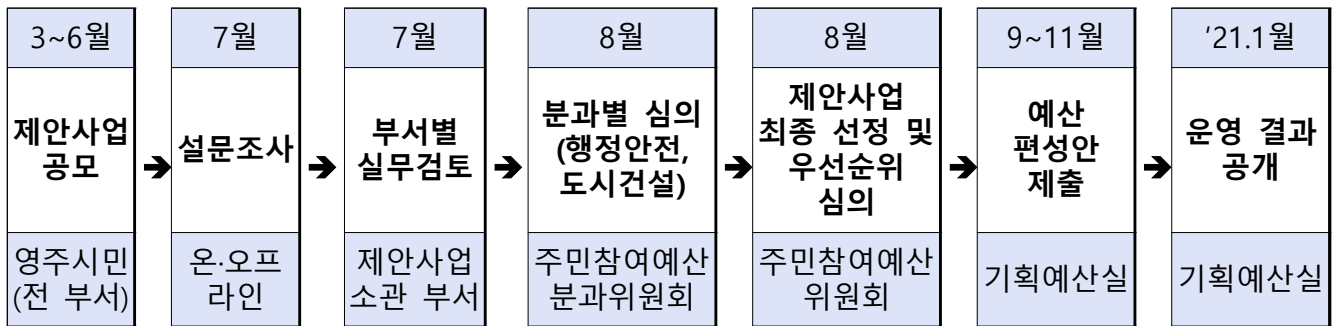 3~6월
제안사업
공모
영주시민
(전 부서)
➔
7월
설문조사
온·오프
라인
➔
7월
부서별
실무검토
제안사업
소관 부서
➔
8월
분과별 심의
(행정안전,
도시건설)
주민참여예산
분과위원회
➔
8월
제안사업
최종 선정 및
우선순위
심의
주민참여예산
위원회
➔
9~11월
예산
편성안
제출
기획예산실
➔
'21.1월
운영 결과
공개
기획예산실